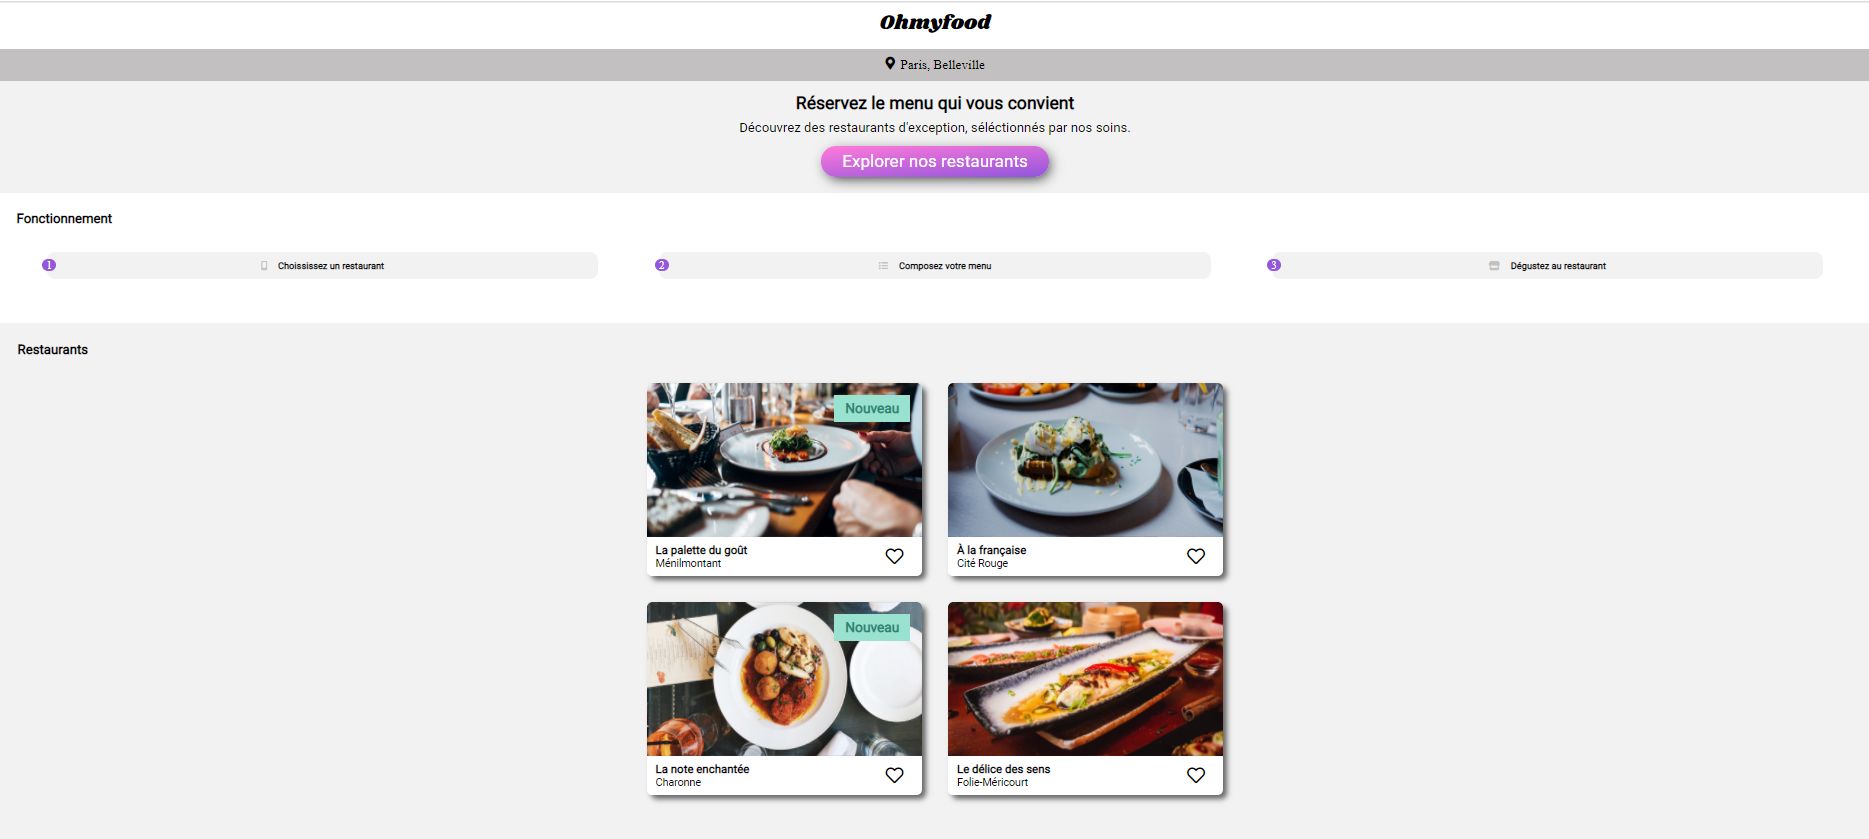 Ohmyfood
Paris, Belleville
Réservez le menu qui vous convient
Découvrez des restaurants d'exception, séléctionnés par nos soins.
Explorer nos restaurants
Fonctionnement
1 Choississez un restaurant
2 Composez votre menu
3 Dégustez au restaurant
Restaurants
Nouveau
La palette du goût
Ménilmontant
À la française
Cité Rouge
Nouveau
La note enchantée
Charonne
Le délice des sens
Folie-Méricourt